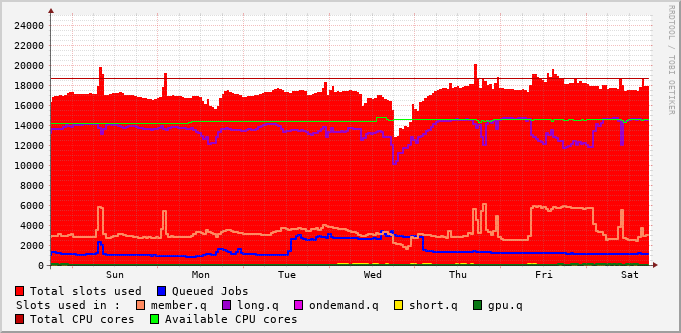 RRDTOOL / TOBI OETIKER
24000
22000
20000
18000
16000
14000
12000
10000
8000
6000
4000
2000
0
Sun Mon Tue Wed Thu Fri Sat
Total slots used Queued Jobs
Slots used in : member.q long.q ondemand.q short.q gpu.q
Total CPU cores Available CPU cores